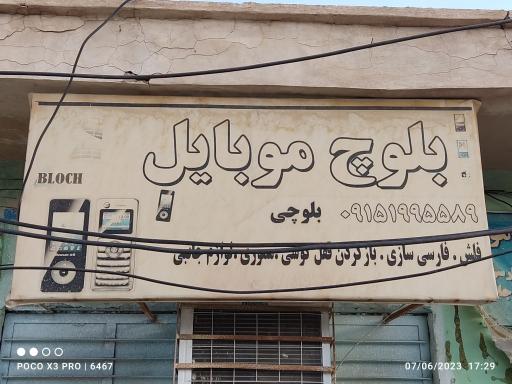 بلوچ موبایل
BLOCH
۰۹۱۵۱۹۹۵۵۸۹ بلوچی
فلش . فارسی سازی . بازکردن قفل گوشی .تئوری.لوازم جانبی
POCO X3 PRO | 6467
07/06/2023 17:29